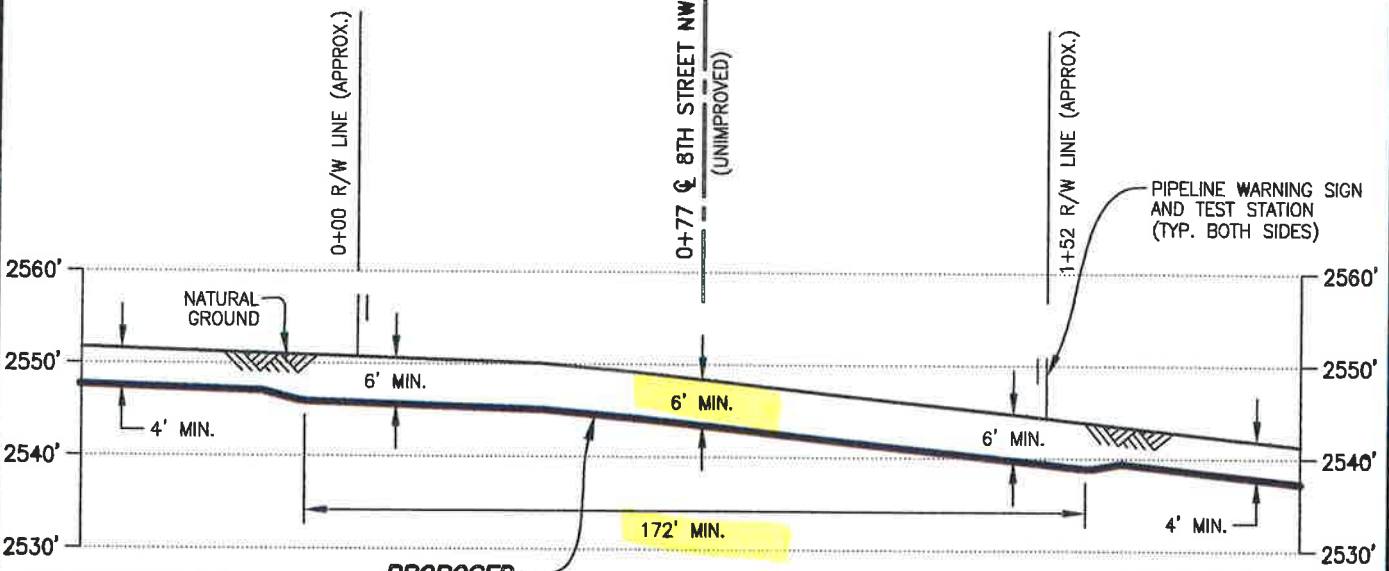 0+00 R/W LINE (APPROX.)
0+77 ℄ 8TH STREET NW
(UNIMPROVED)
1+52 R/W LINE (APPROX.)
PIPELINE WARNING SIGN
AND TEST STATION
(TYP. BOTH SIDES)
2560'
2560'
NATURAL
GROUND
2550'
2550'
6' MIN.
6' MIN.
4' MIN.
6' MIN.
2540'
2540'
172' MIN.
4' MIN.
2530'
2530'
PROPOSED